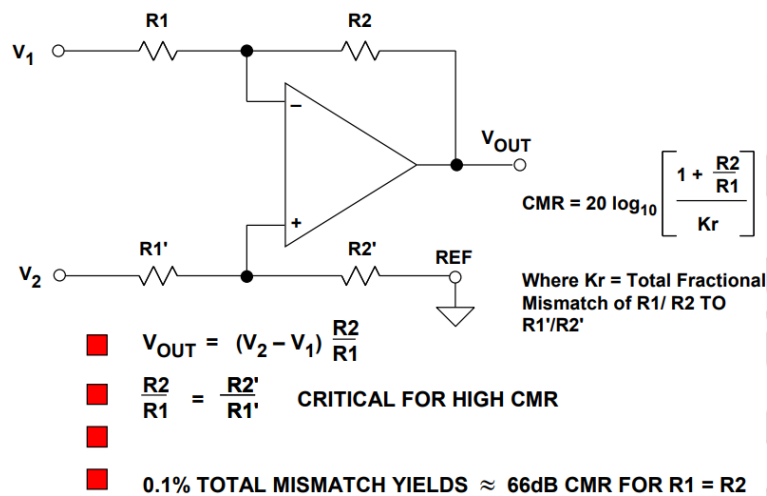 R1
R2
V1
−
VOUT
CMR = 20 log10 [ 1 + R2/R1 / Kr ]
+
R1'
R2'
REF
V2
Where Kr = Total Fractional
Mismatch of R1/ R2 TO
R1'/R2'
VOUT = (V2 – V1) R2/R1
R2/R1 = R2'/R1' CRITICAL FOR HIGH CMR
0.1% TOTAL MISMATCH YIELDS ≈ 66dB CMR FOR R1 = R2